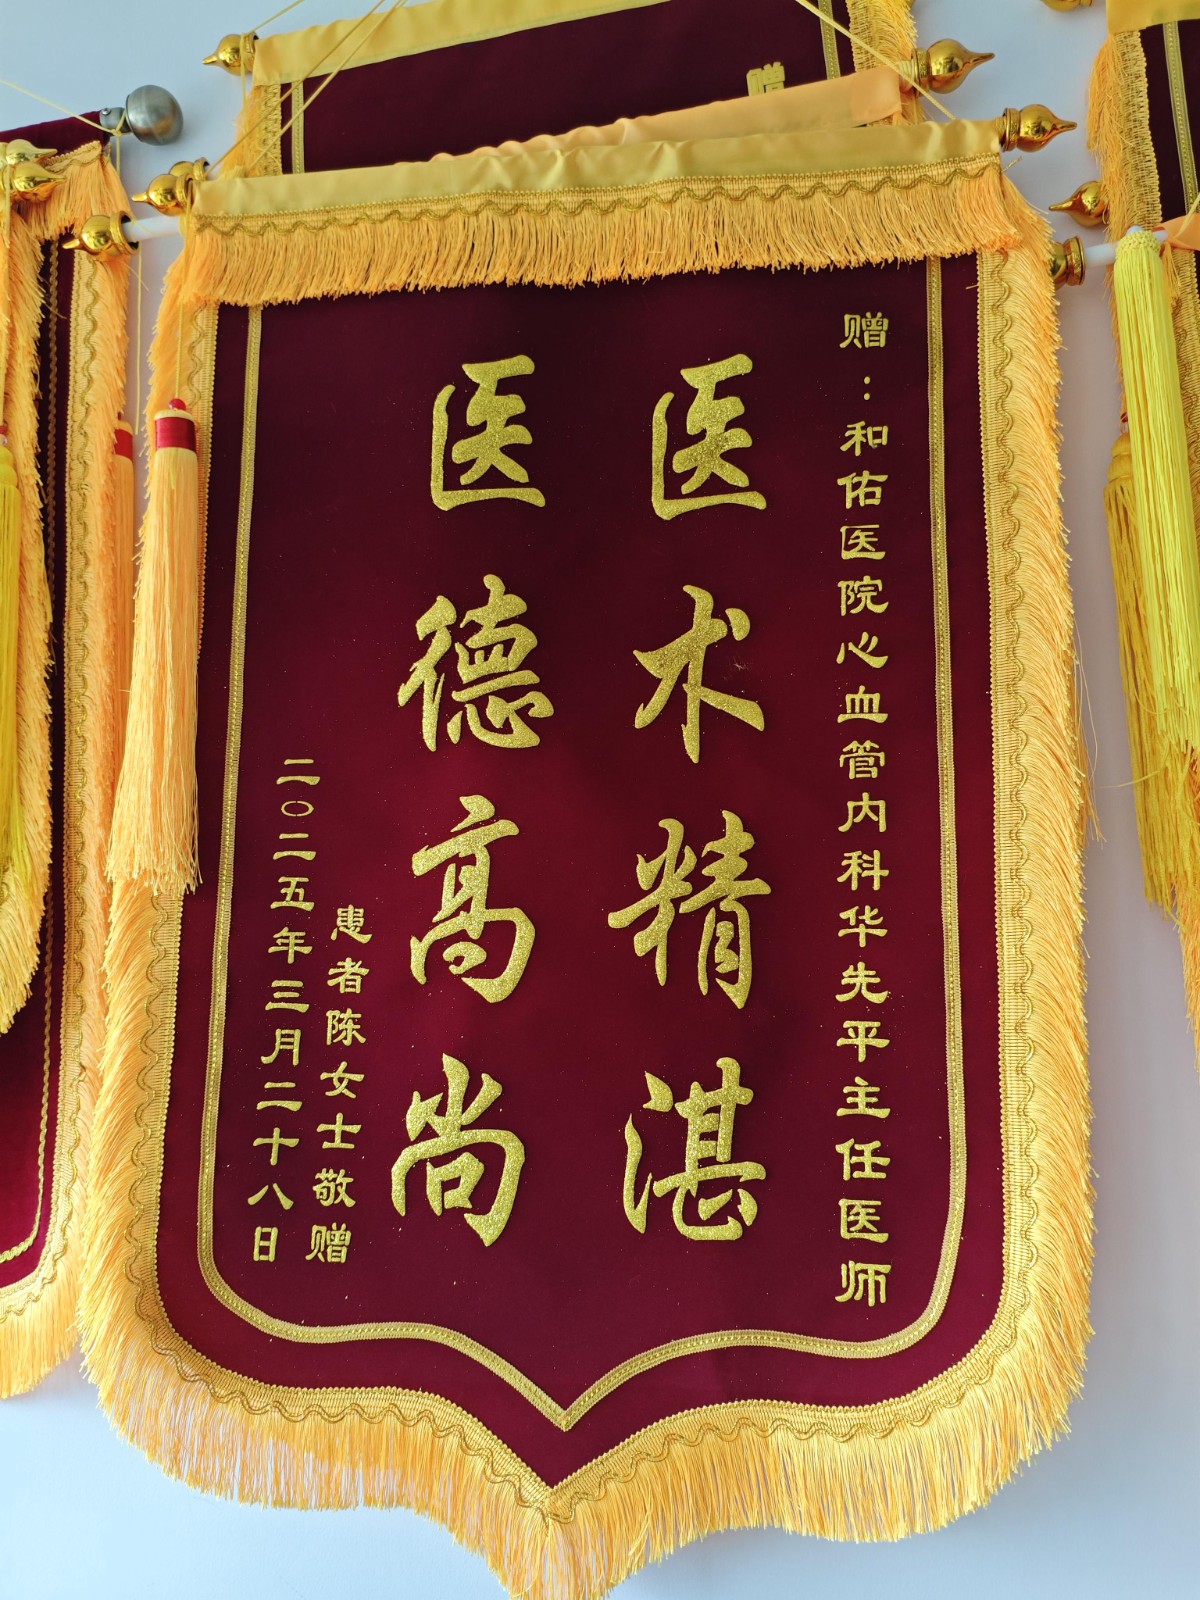 赠:和佑医院心血管内科华先平主任医师
医术精湛
医德高尚
患者陈女士敬赠
二〇二五年三月二十八日
赠